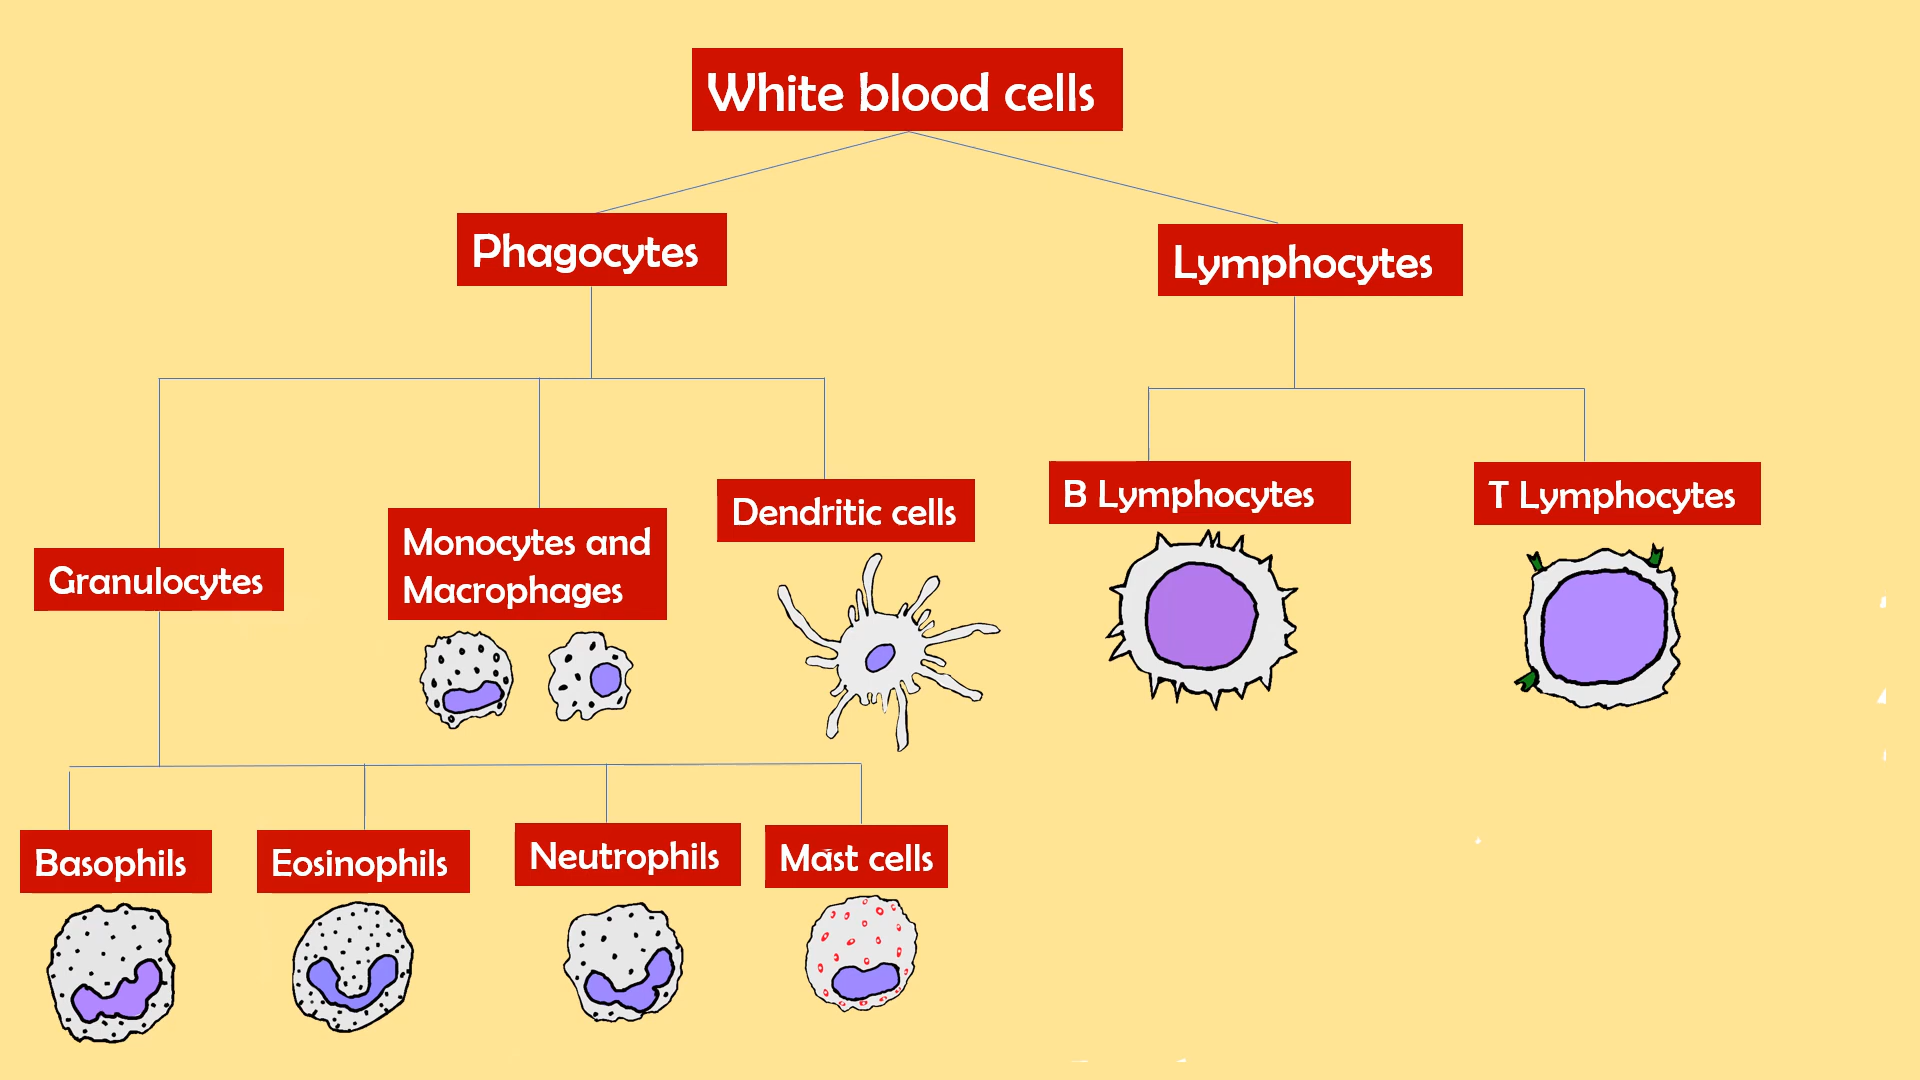 White blood cells
Phagocytes
Lymphocytes
Granulocytes
Monocytes and
Macrophages
Dendritic cells
B Lymphocytes
T Lymphocytes
Basophils
Eosinophils
Neutrophils
Mast cells